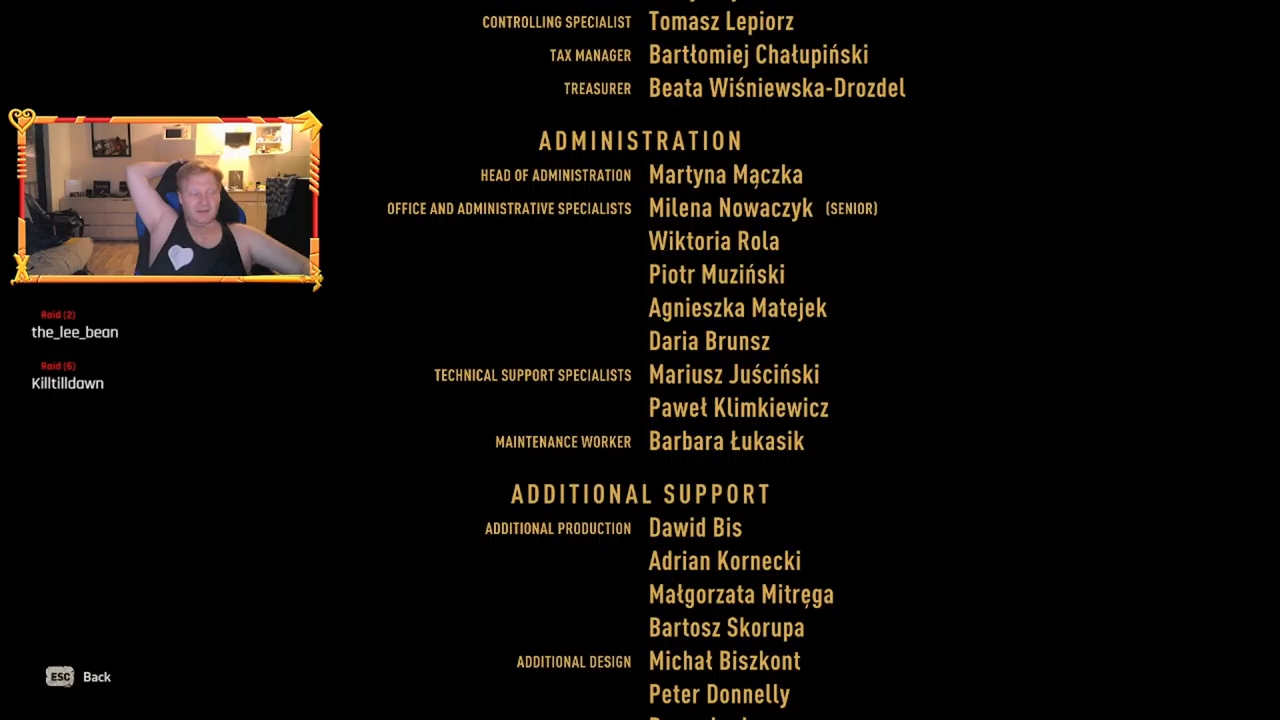 CONTROLLING SPECIALIST Tomasz Lepiorz
TAX MANAGER Bartłomiej Chałupiński
TREASURER Beata Wiśniewska-Drozdel
ADMINISTRATION
HEAD OF ADMINISTRATION Martyna Mączka
OFFICE AND ADMINISTRATIVE SPECIALISTS Milena Nowaczyk (SENIOR)
Wiktoria Rola
Piotr Muziński
Agnieszka Matejek
Daria Brunsz
TECHNICAL SUPPORT SPECIALISTS Mariusz Juściński
Paweł Klimkiewicz
MAINTENANCE WORKER Barbara Łukasik
ADDITIONAL SUPPORT
ADDITIONAL PRODUCTION Dawid Bis
Adrian Kornecki
Małgorzata Mitręga
Bartosz Skorupa
ADDITIONAL DESIGN Michał Biszkont
Peter Donnelly
Raid (2)
the_lee_bean
Raid (6)
Killtilldawn
ESC Back